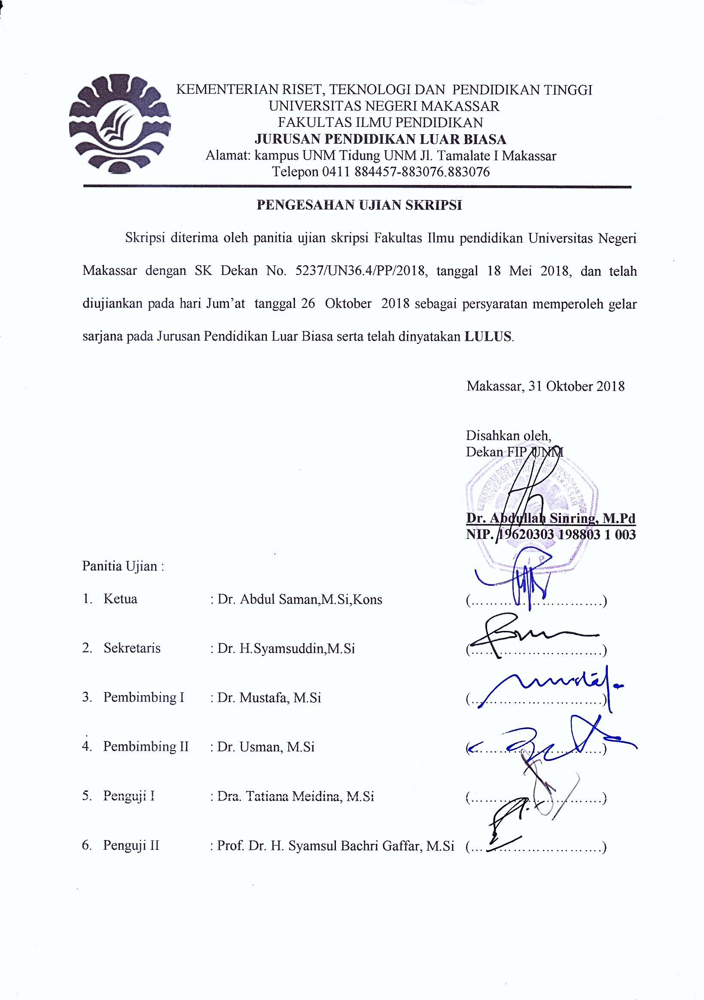 KEMENTERIAN RISET, TEKNOLOGI DAN PENDIDIKAN TINGGI
UNIVERSITAS NEGERI MAKASSAR
FAKULTAS ILMU PENDIDIKAN
JURUSAN PENDIDIKAN LUAR BIASA
Alamat: kampus UNM Tidung UNM Jl. Tamalate I Makassar
Telepon 0411 884457-883076.883076
PENGESAHAN UJIAN SKRIPSI
Skripsi diterima oleh panitia ujian skripsi Fakultas Ilmu pendidikan Universitas Negeri
Makassar dengan SK Dekan No. 5237/UN36.4/PP/2018, tanggal 18 Mei 2018, dan telah
diujiankan pada hari Jum’at tanggal 26 Oktober 2018 sebagai persyaratan memperoleh gelar
sarjana pada Jurusan Pendidikan Luar Biasa serta telah dinyatakan LULUS.
Makassar, 31 Oktober 2018
Disahkan oleh,
Dekan FIP UNM
KEMENTERIAN RISET, TEKNOLOGI DAN PENDIDIKAN TINGGI
UNIVERSITAS NEGERI MAKASSAR
Dr. Abdullah Sinring, M.Pd
NIP. 19620303 198803 1 003
F I P
Panitia Ujian :
1. Ketua : Dr. Abdul Saman,M.Si,Kons (..............................)
2. Sekretaris : Dr. H.Syamsuddin,M.Si (..............................)
3. Pembimbing I : Dr. Mustafa, M.Si (..............................)
4. Pembimbing II : Dr. Usman, M.Si (..............................)
5. Penguji I : Dra. Tatiana Meidina, M.Si (..............................)
6. Penguji II : Prof. Dr. H. Syamsul Bachri Gaffar, M.Si (..............................)